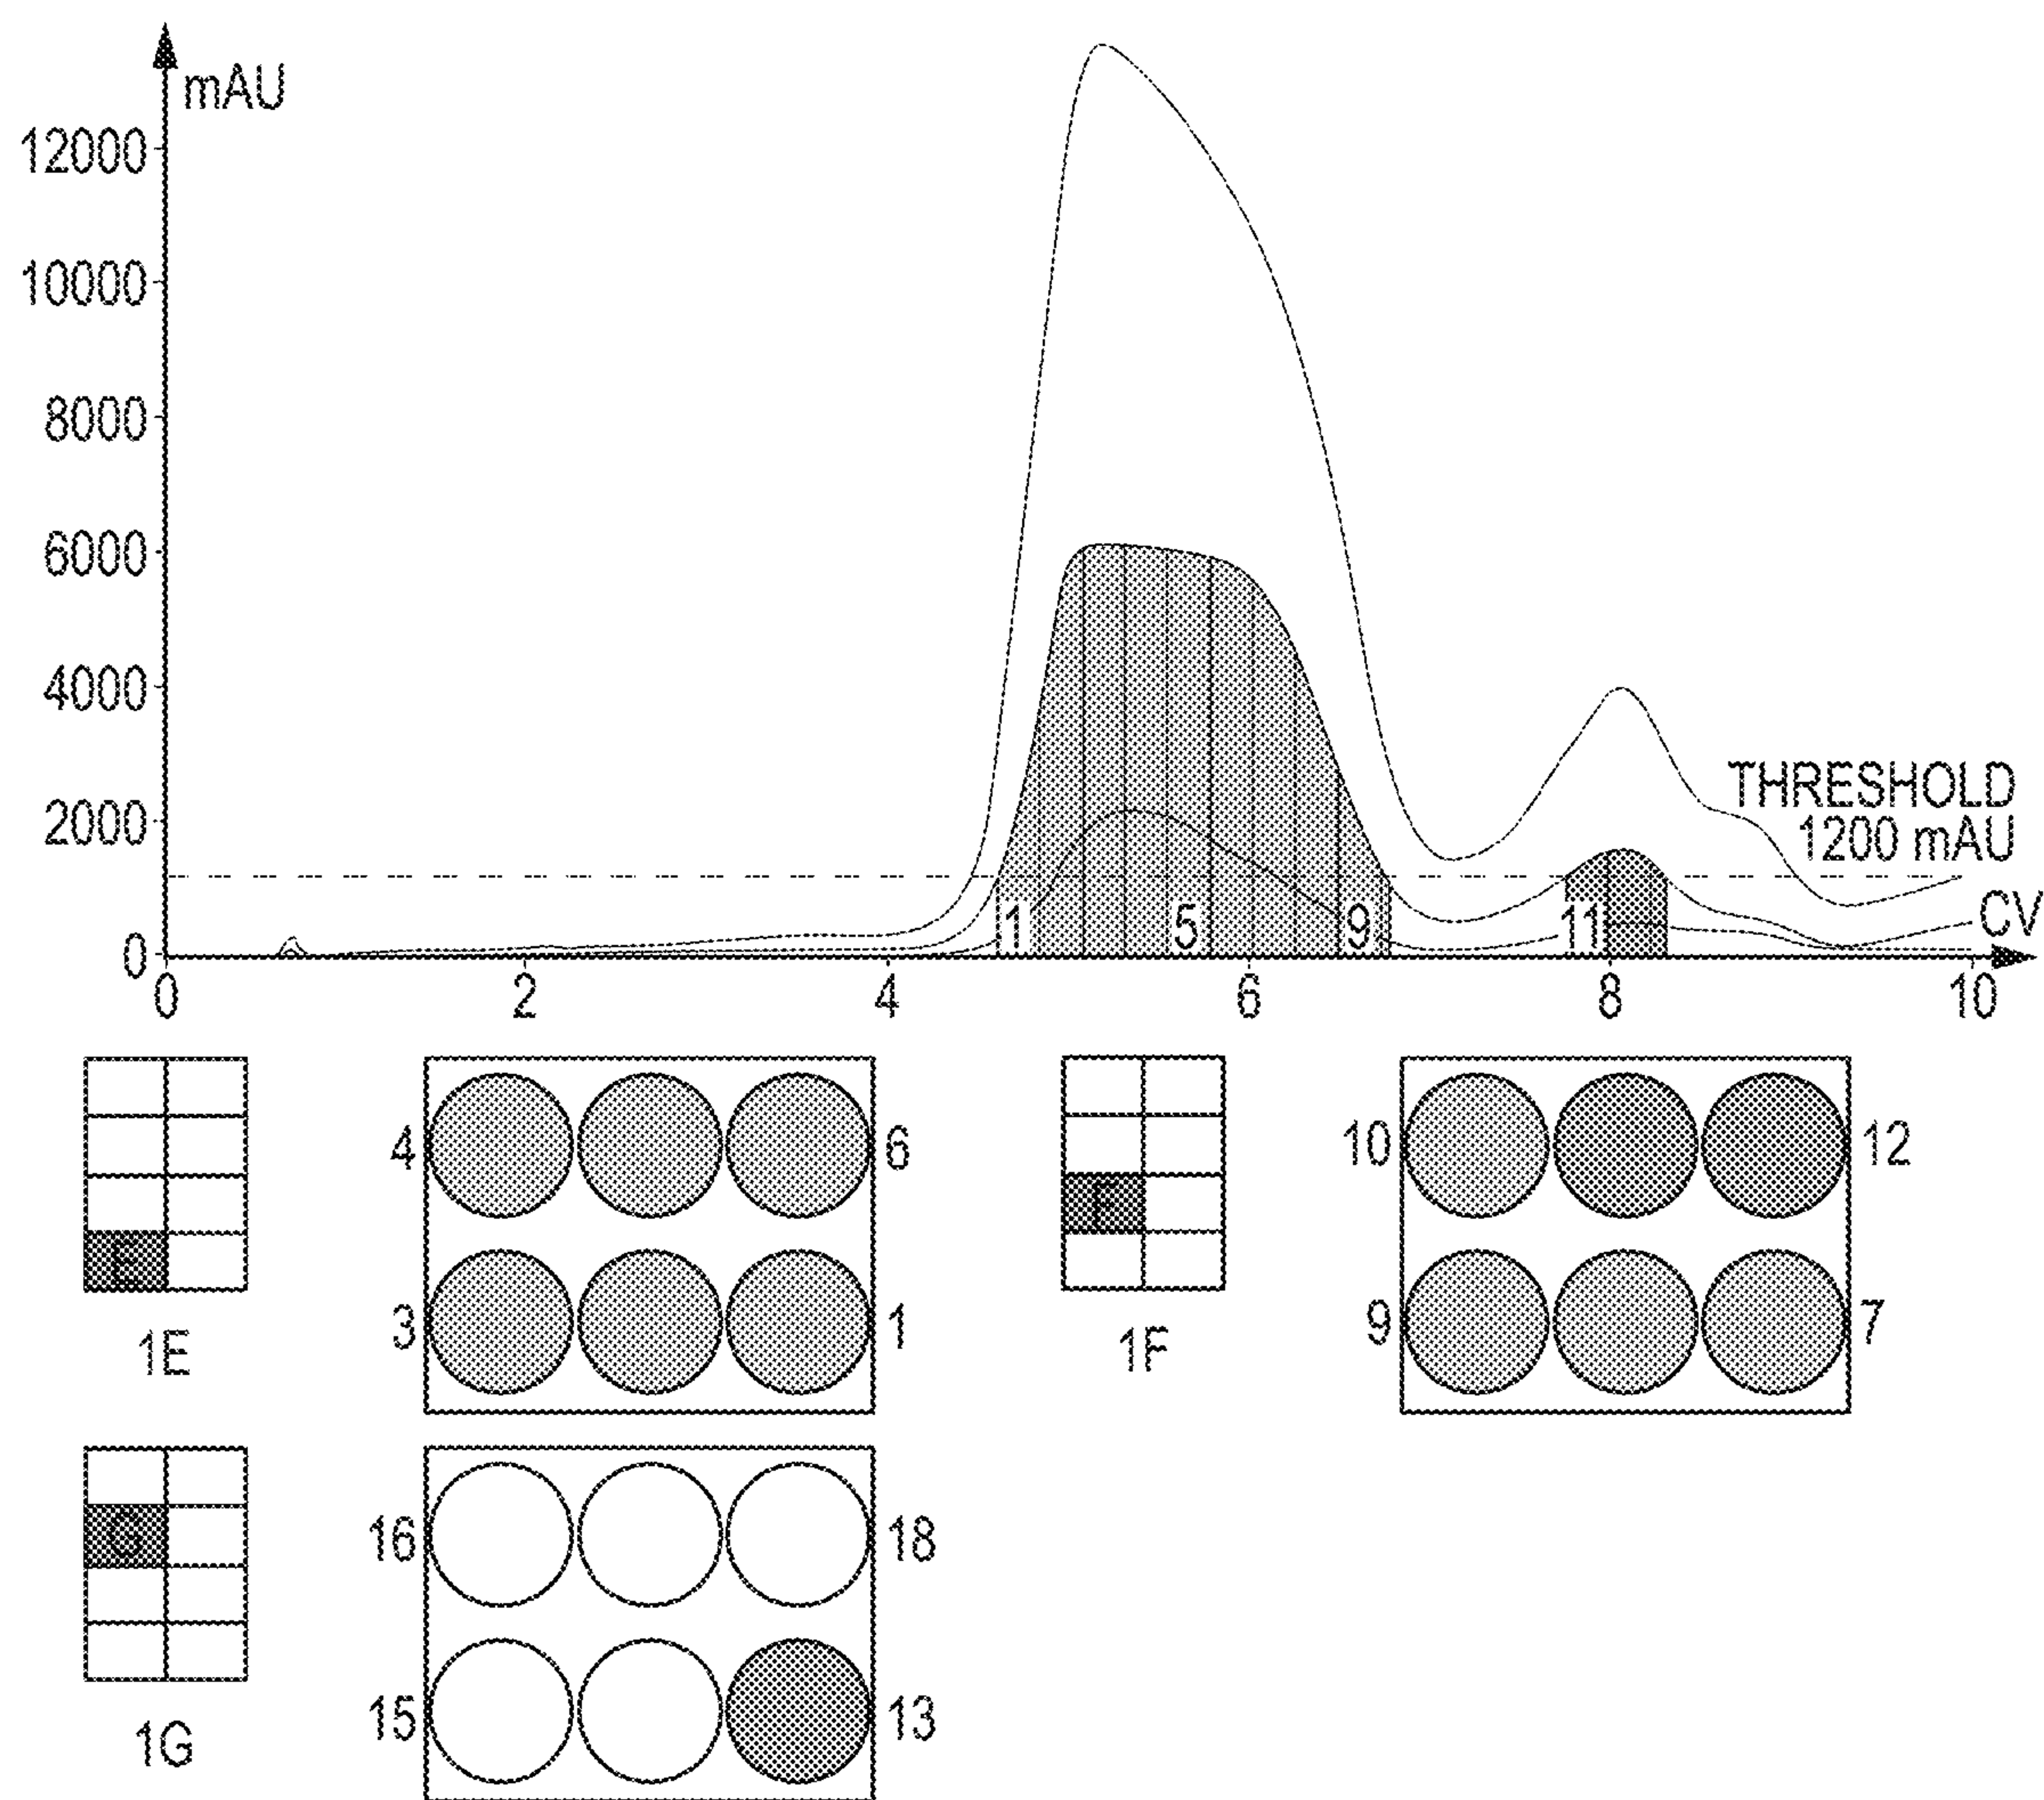 mAU
12000
10000
8000
6000
4000
2000
0
THRESHOLD
1200 mAU
CV
1 5 9 11
0 2 4 6 8 10
4 6 10 12
E F
3 1 9 7
1E 1F
16 18
G
15 13
1G